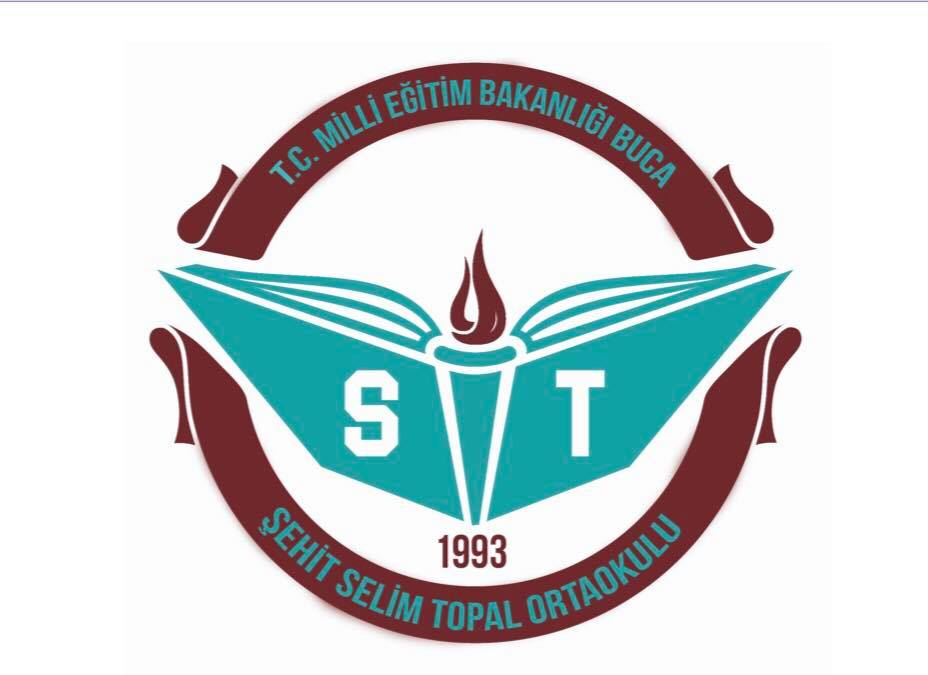 T.C. MİLLİ EĞİTİM BAKANLIĞI BUCA
S T
1993
ŞEHİT SELİM TOPAL ORTAOKULU